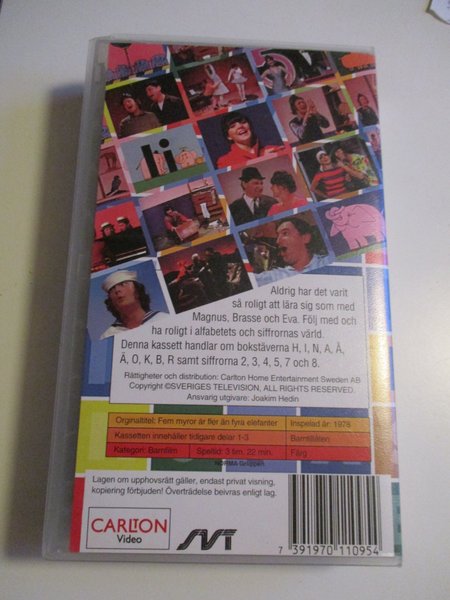 li
Aldrig har det varit
så roligt att lära sig som med
Magnus, Brasse och Eva. Följ med och
ha roligt i alfabetets och siffrornas värld.
Denna kassett handlar om bokstäverna H, I, N, A, Å,
Ä, O, K, B, R samt siffrorna 2, 3, 4, 5, 7 och 8.
Rättigheter och distribution: Carlton Home Entertainment Sweden AB
Copyright ©SVERIGES TELEVISION, ALL RIGHTS RESERVED.
Ansvarig utgivare: Joakim Hedin
Orginaltitel: Fem myror är fler än fyra elefanter Inspelad år: 1978
Kassetten innehåller tidigare delar 1-3 Barntillåten
Kategori: Barnfilm Speltid: 3 tim. 22 min. Färg
NORMA Gruppen
Lagen om upphovsrätt gäller, endast privat visning,
kopiering förbjuden! Överträdelse beivras enligt lag.
CARLTON
Video
SVT
7 391970 110954